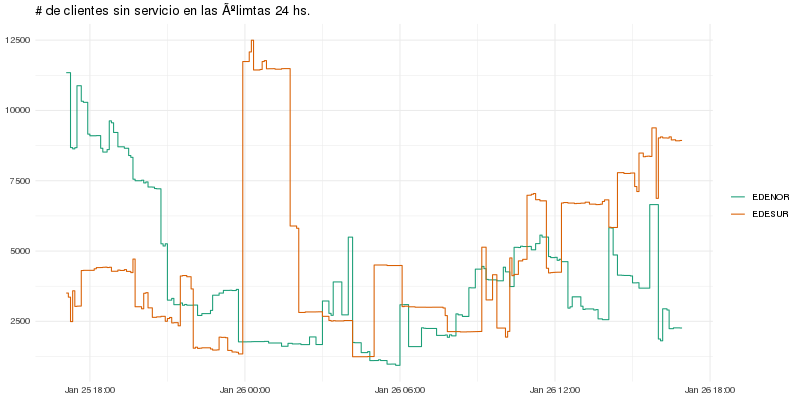 # de clientes sin servicio en las Ãºlimtas 24 hs.
12500
10000
7500
5000
2500
EDENOR
EDESUR
Jan 25 18:00
Jan 26 00:00
Jan 26 06:00
Jan 26 12:00
Jan 26 18:00